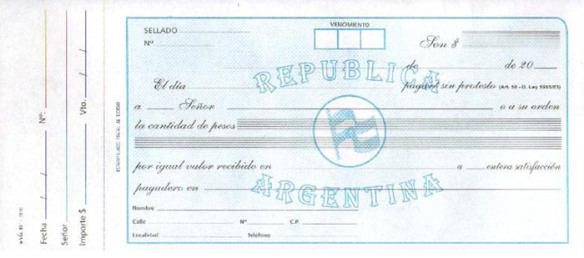 Fecha / / Nº:
Señor
Importe $ Vto. / /
SELLADO
Nº
VENCIMIENTO
Son $
de de 20
REPUBLICA
El día pagaré sin protesto (Art. 50 - D. Ley 5965/63)
a Señor o a su orden
la cantidad de pesos
por igual valor recibido en a entera satisfacción
pagadero en
ARGENTINA
Nombre
Calle Nº C.P.
Localidad Teléfono